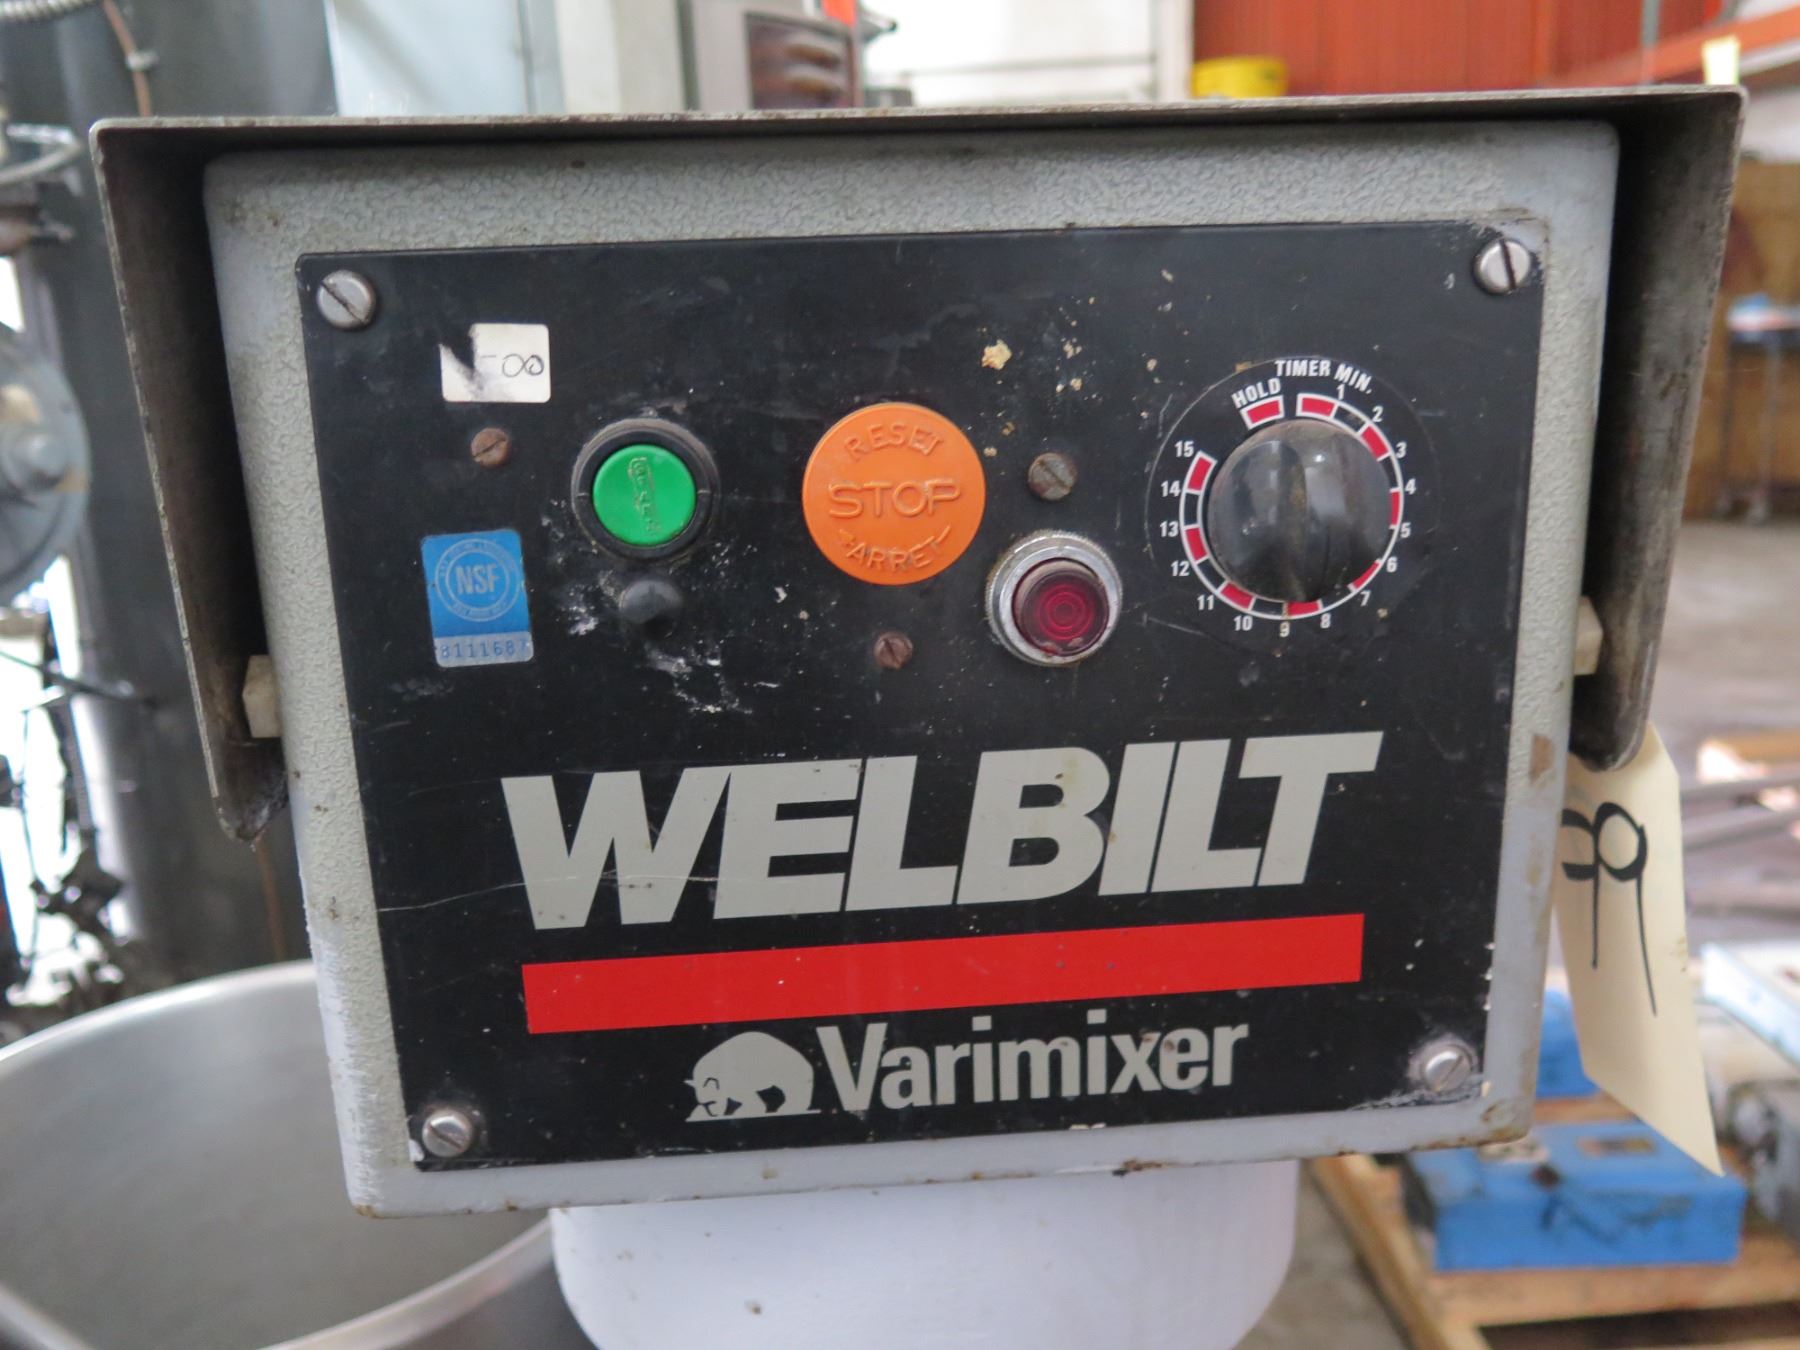 TIMER MIN.
HOLD
1
2
3
4
5
6
7
8
9
10
11
12
13
14
15
RESET
STOP
ARRET
NSF
8111687
WELBILT
Varimixer